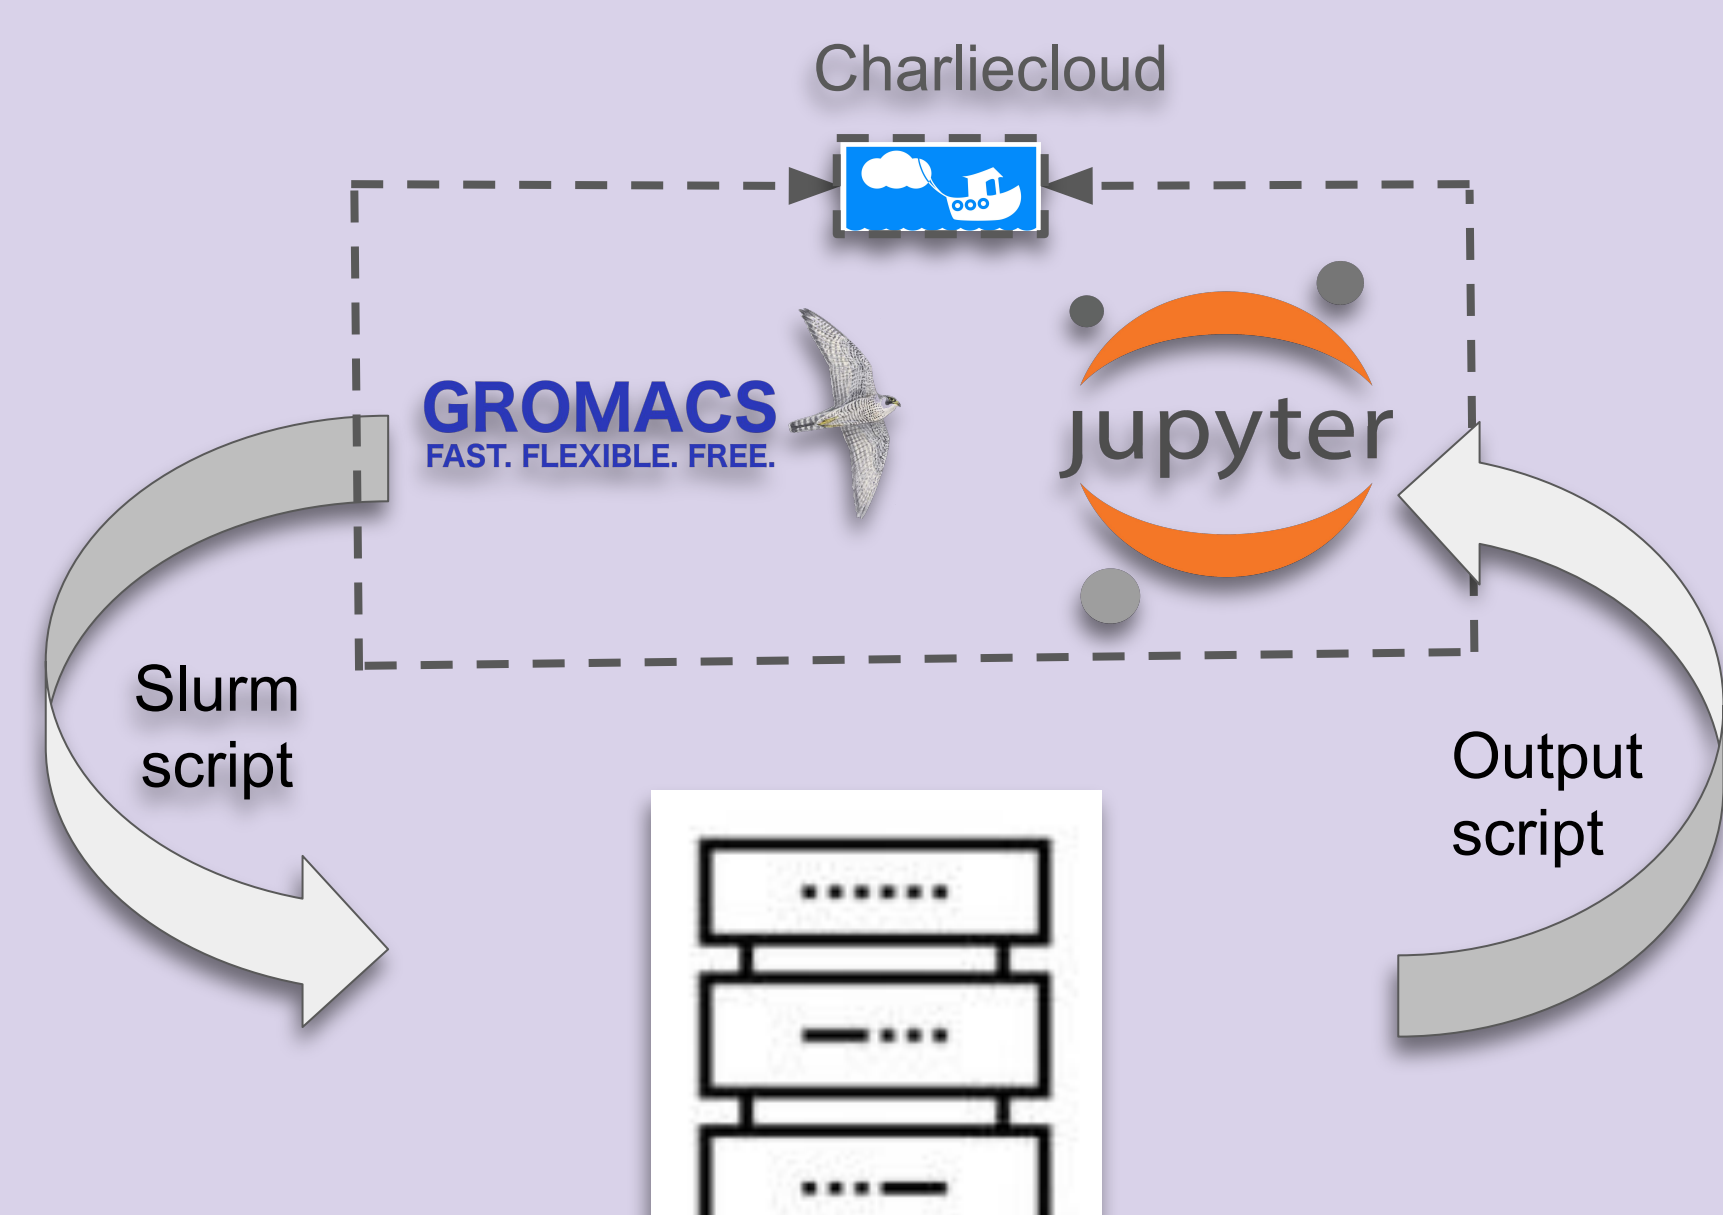 Charliecloud
GROMACS
FAST. FLEXIBLE. FREE.
jupyter
Slurm
script
Output
script